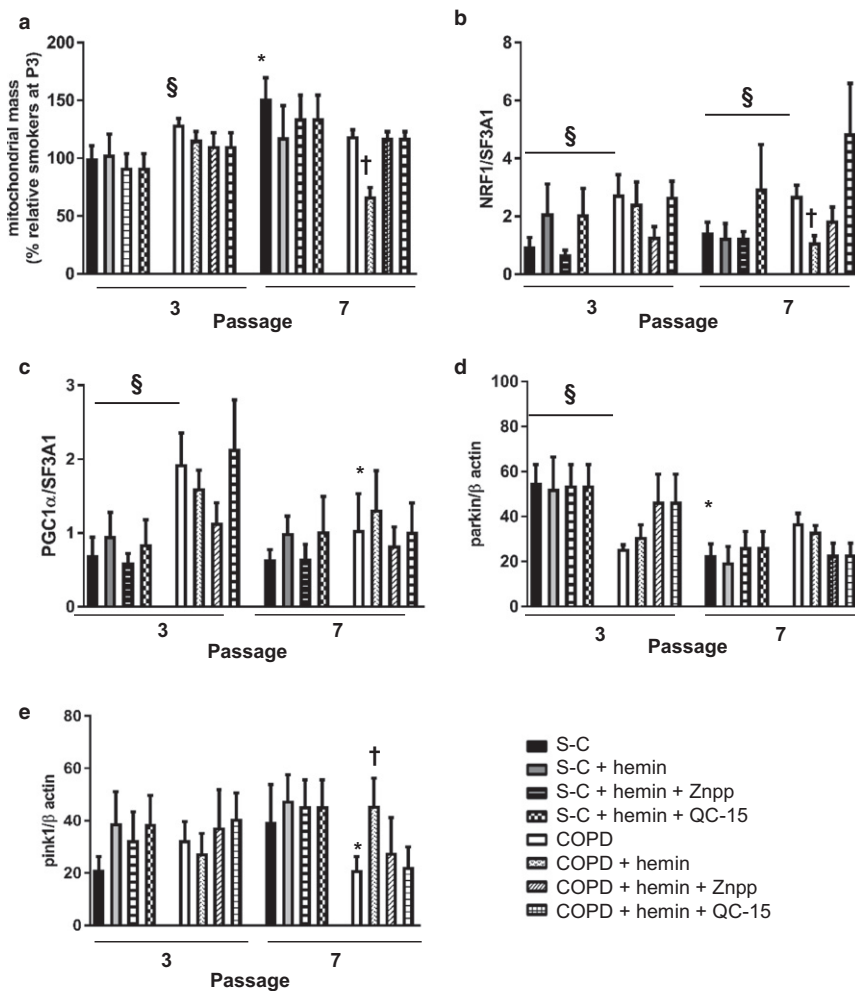 a
mitochondrial mass
(% relative smokers at P3)
200
150
100
50
0
§
*
†
3
7
Passage
b
NRF1/SF3A1
8
6
4
2
0
§
§
†
3
7
Passage
c
PGC1α/SF3A1
3
2
1
0
§
*
3
7
Passage
d
parkin/β actin
100
80
60
40
20
0
§
*
3
7
Passage
e
pink1/β actin
80
60
40
20
0
*
†
3
7
Passage
S-C
S-C + hemin
S-C + hemin + Znpp
S-C + hemin + QC-15
COPD
COPD + hemin
COPD + hemin + Znpp
COPD + hemin + QC-15